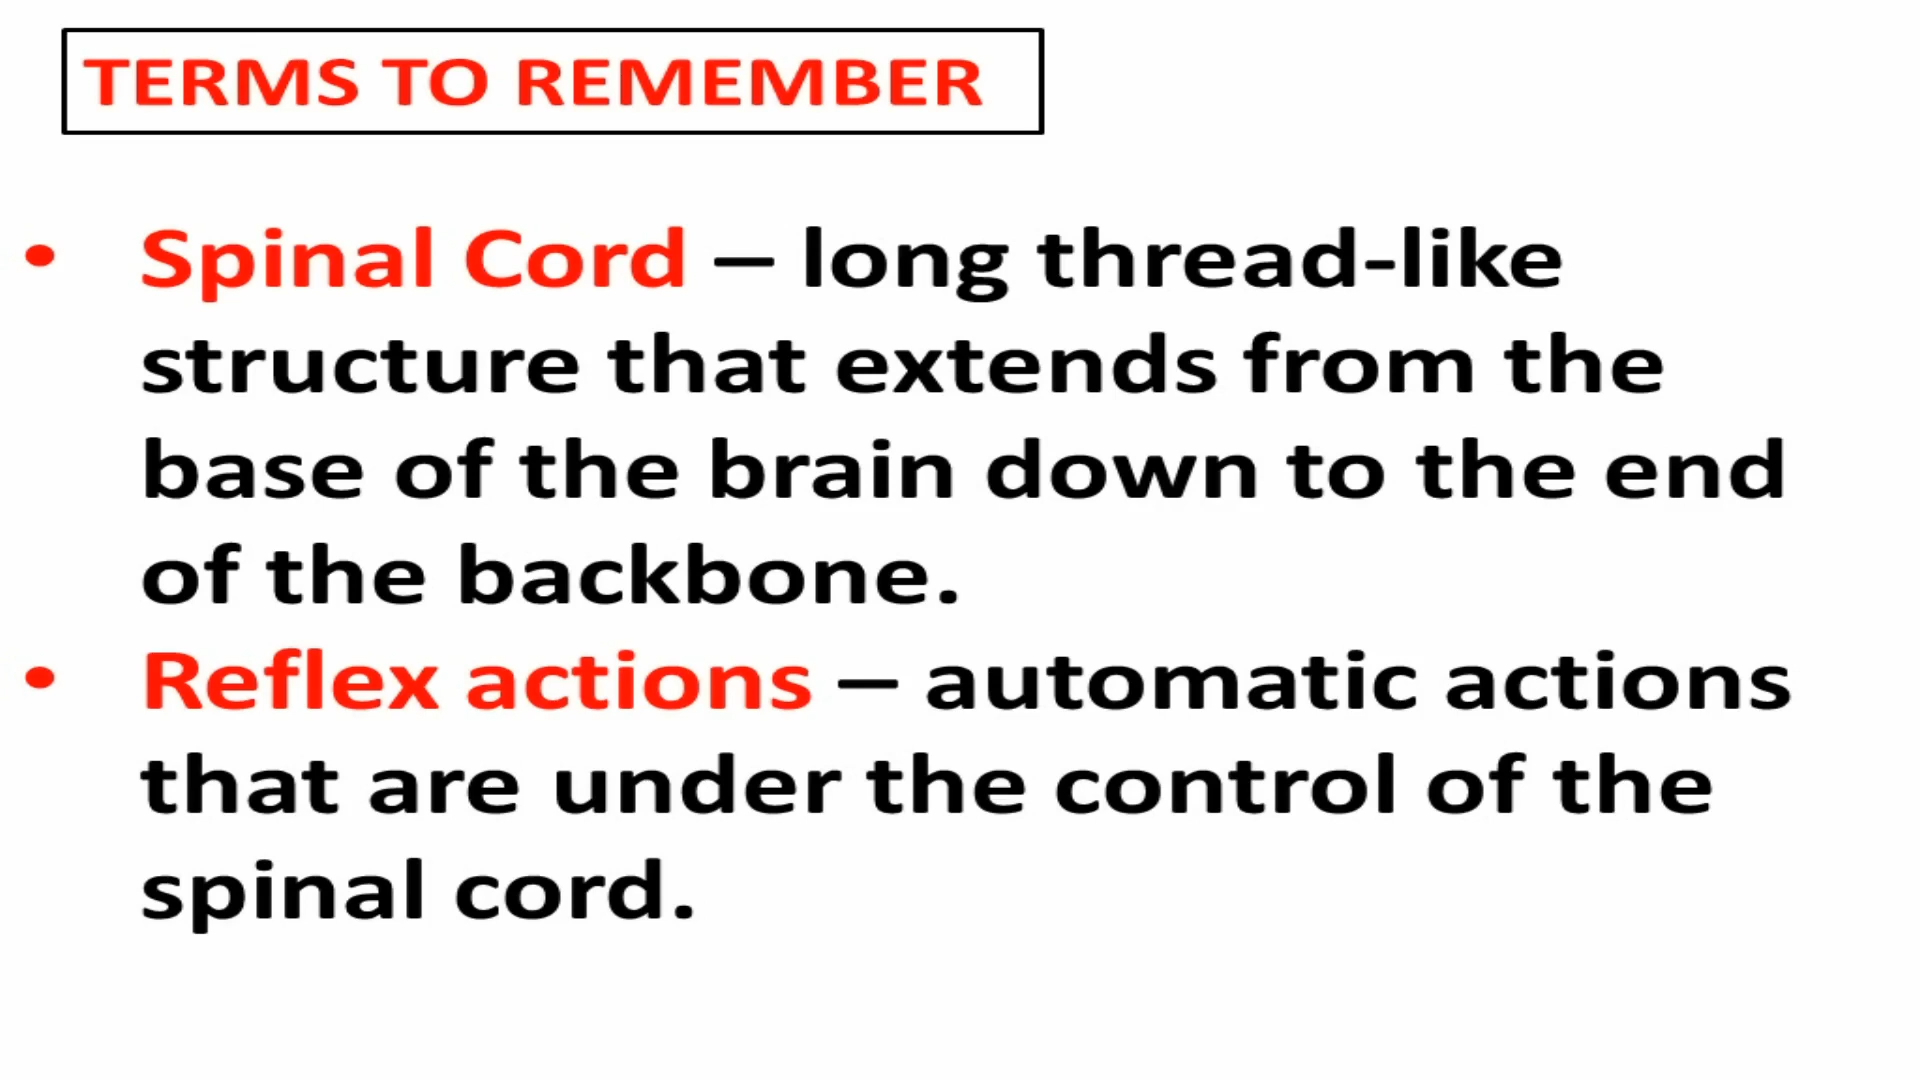 TERMS TO REMEMBER
• Spinal Cord – long thread-like
structure that extends from the
base of the brain down to the end
of the backbone.
• Reflex actions – automatic actions
that are under the control of the
spinal cord.